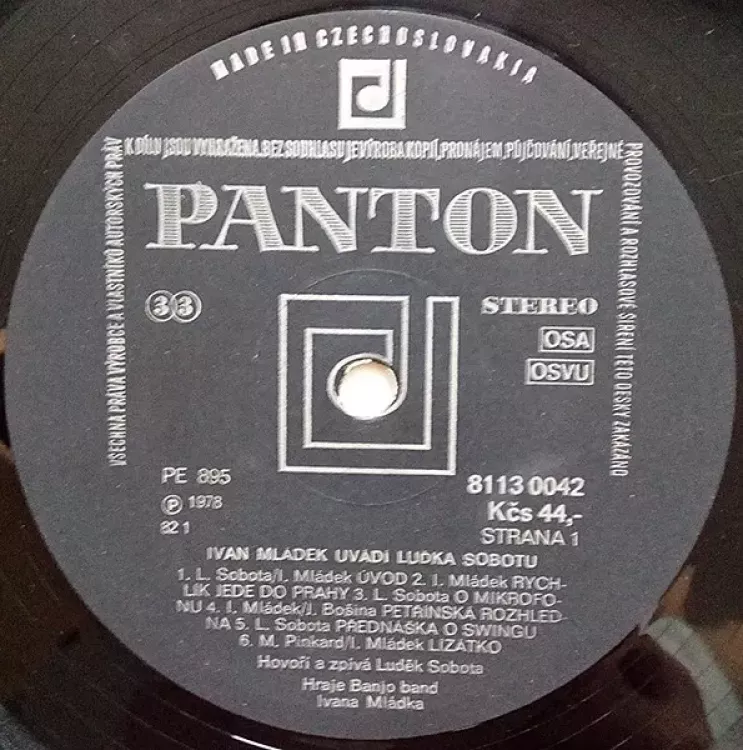 MADE IN CZECHOSLOVAKIA
VŠECHNA PRÁVA VÝROBCE A VLASTNÍKŮ AUTORSKÝCH PRÁV
K DÍLU JSOU VYHRAŽENA. BEZ SOUHLASU JE VÝROBA KOPIÍ, PRONÁJEM, PŮJČOVÁNÍ, VEŘEJNÉ
PROVOZOVÁNÍ A ROZHLASOVÉ ŠÍŘENÍ TÉTO DESKY ZAKÁZÁNO
PANTON
33
STEREO
OSA
OSVU
PE 895
℗ 1978
82 1
8113 0042
Kčs 44,-
STRANA 1
IVAN MLÁDEK UVÁDÍ LUĎKA SOBOTU
1. L. Sobota/I. Mládek ÚVOD 2. I. Mládek RYCH-
LÍK JEDE DO PRAHY 3. L. Sobota O MIKROFO-
NU 4. I. Mládek/J. Bošina PETŘÍNSKÁ ROZHLED-
NA 5. L. Sobota PŘEDNÁŠKA O SWINGU
6. M. Pinkard/I. Mládek LÍZÁTKO
Hovoří a zpívá Luděk Sobota
Hraje Banjo band
Ivana Mládka